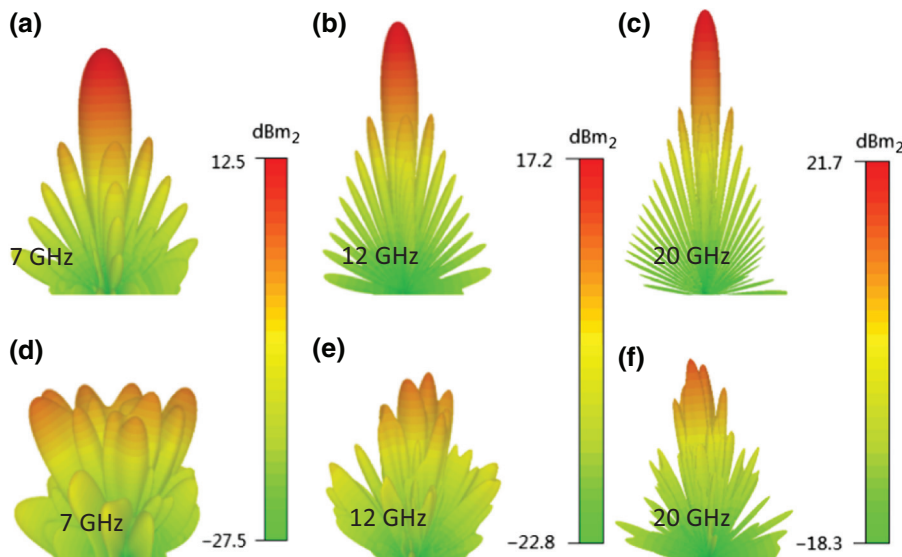 (a)
(b)
(c)
dBm2
dBm2
dBm2
12.5
17.2
21.7
7 GHz
12 GHz
20 GHz
(d)
(e)
(f)
7 GHz
12 GHz
20 GHz
−27.5
−22.8
−18.3